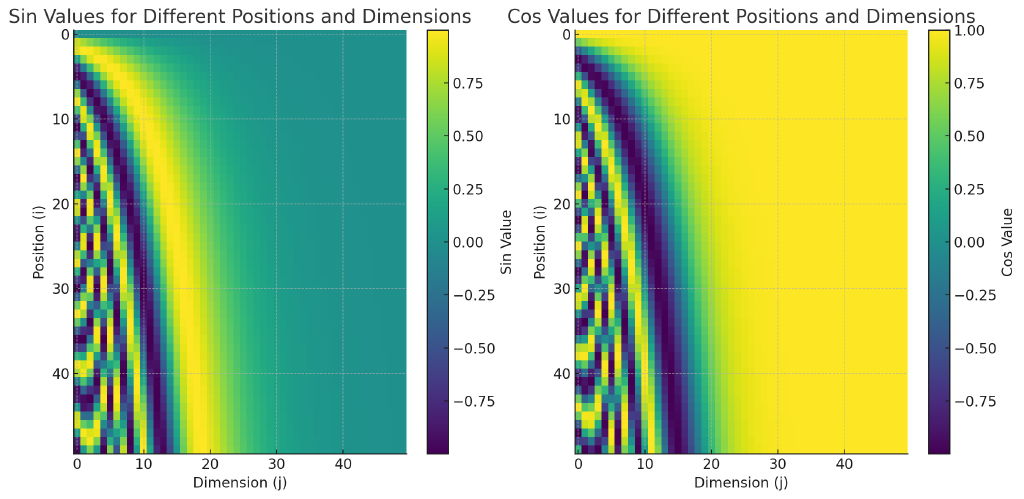 Sin Values for Different Positions and Dimensions
0
10
20
30
40
Position (i)
0 10 20 30 40
Dimension (j)
0.75
0.50
0.25
0.00
−0.25
−0.50
−0.75
Sin Value
Cos Values for Different Positions and Dimensions
0
10
20
30
40
Position (i)
0 10 20 30 40
Dimension (j)
1.00
0.75
0.50
0.25
0.00
−0.25
−0.50
−0.75
Cos Value